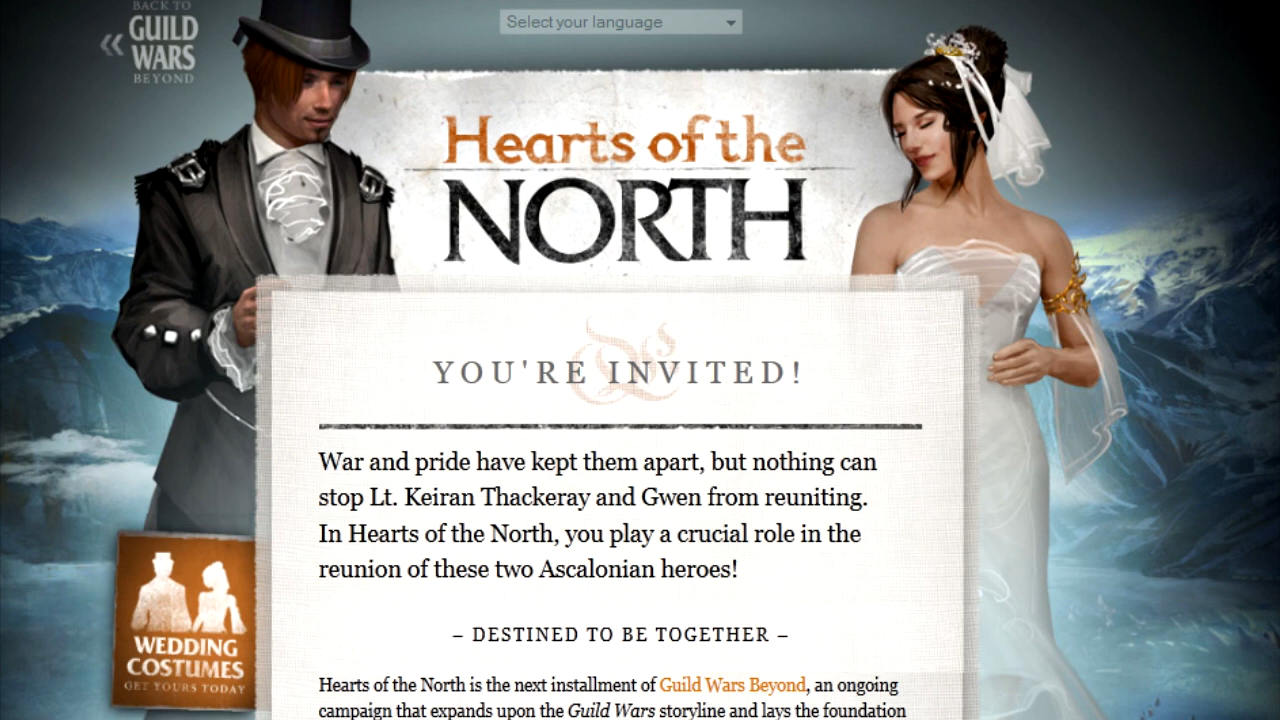 BACK TO
GUILD
WARS
BEYOND
Select your language
Hearts of the
NORTH
YOU'RE INVITED!
War and pride have kept them apart, but nothing can
stop Lt. Keiran Thackeray and Gwen from reuniting.
In Hearts of the North, you play a crucial role in the
reunion of these two Ascalonian heroes!
– DESTINED TO BE TOGETHER –
Hearts of the North is the next installment of Guild Wars Beyond, an ongoing
campaign that expands upon the Guild Wars storyline and lays the foundation
WEDDING
COSTUMES
GET YOURS TODAY